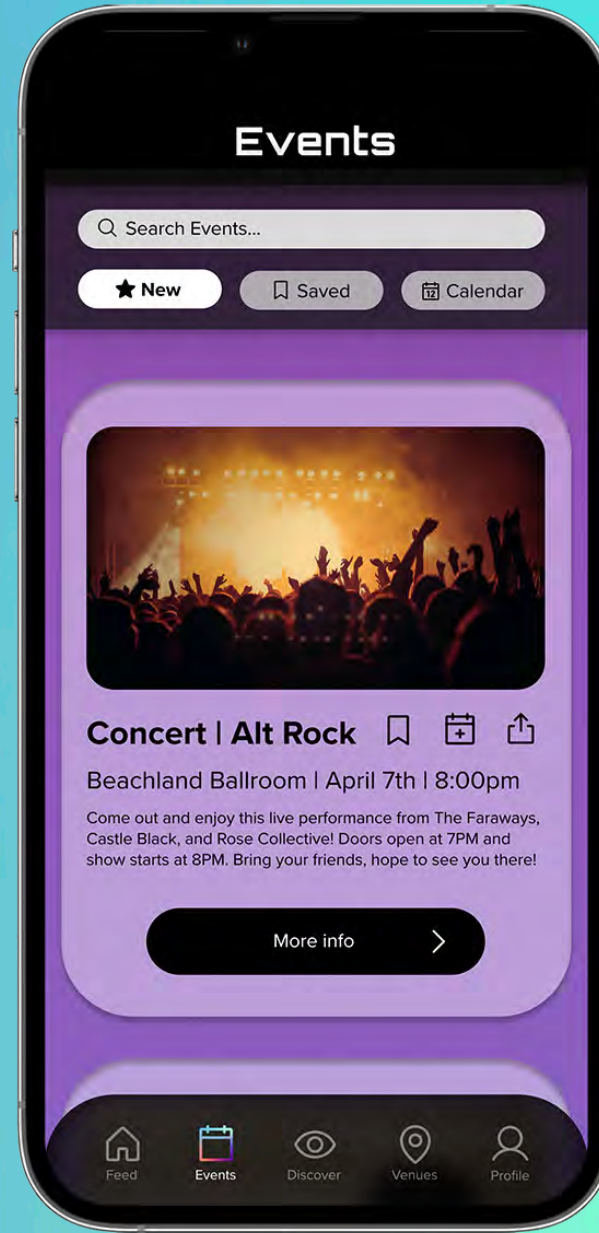 Events
Search Events...
New
Saved
12
Calendar
Concert | Alt Rock
Beachland Ballroom | April 7th | 8:00pm
Come out and enjoy this live performance from The Faraways,
Castle Black, and Rose Collective! Doors open at 7PM and
show starts at 8PM. Bring your friends, hope to see you there!
More info
Feed
Events
Discover
Venues
Profile